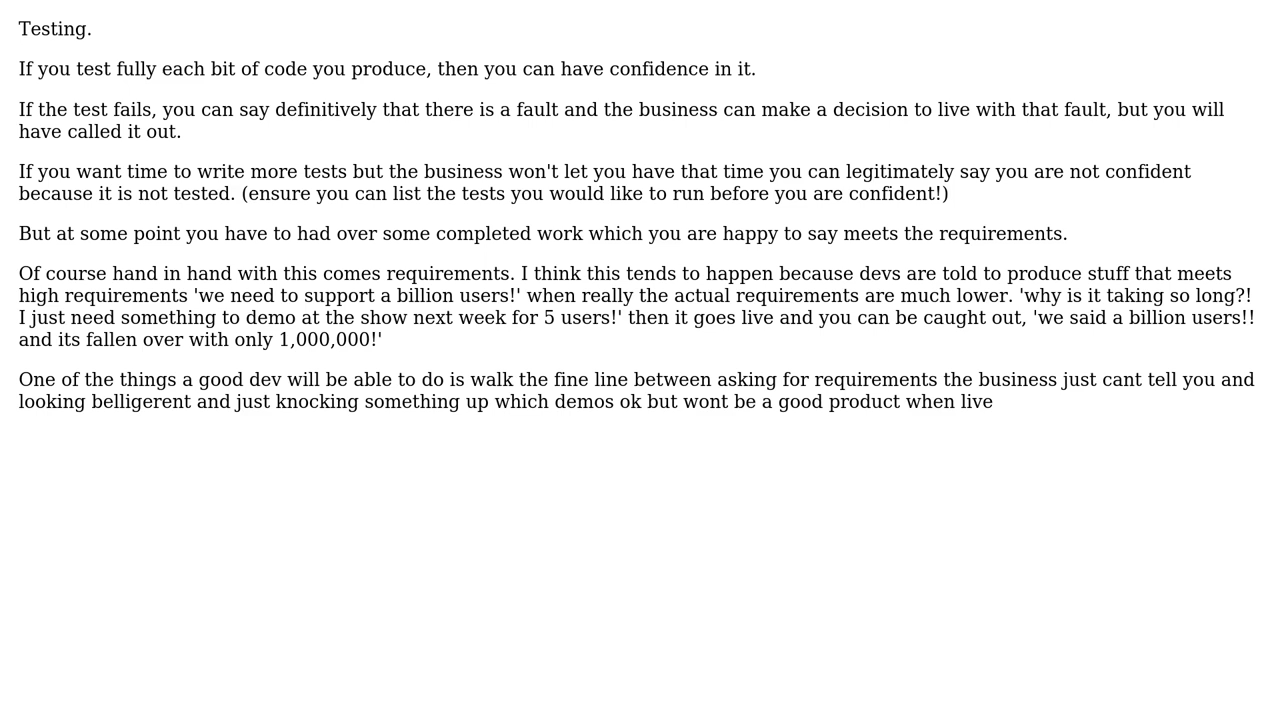 Testing.
If you test fully each bit of code you produce, then you can have confidence in it.
If the test fails, you can say definitively that there is a fault and the business can make a decision to live with that fault, but you will
have called it out.
If you want time to write more tests but the business won't let you have that time you can legitimately say you are not confident
because it is not tested. (ensure you can list the tests you would like to run before you are confident!)
But at some point you have to had over some completed work which you are happy to say meets the requirements.
Of course hand in hand with this comes requirements. I think this tends to happen because devs are told to produce stuff that meets
high requirements 'we need to support a billion users!' when really the actual requirements are much lower. 'why is it taking so long?!
I just need something to demo at the show next week for 5 users!' then it goes live and you can be caught out, 'we said a billion users!!
and its fallen over with only 1,000,000!'
One of the things a good dev will be able to do is walk the fine line between asking for requirements the business just cant tell you and
looking belligerent and just knocking something up which demos ok but wont be a good product when live